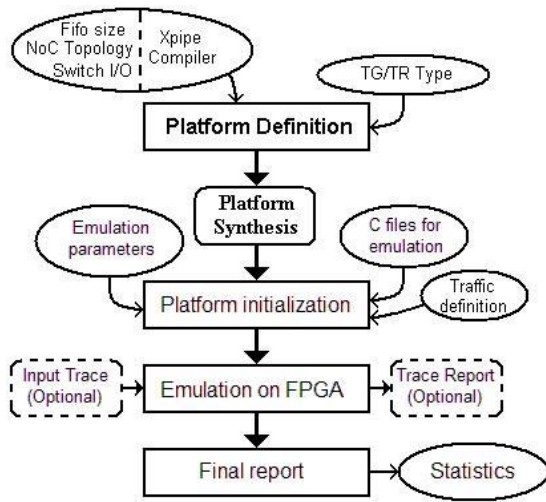 Fifo size
NoC Topology
Switch I/O
Xpipe
Compiler
TG/TR Type
Platform Definition
Platform
Synthesis
Emulation
parameters
C files for
emulation
Traffic
definition
Platform initialization
Input Trace
(Optional)
Emulation on FPGA
Trace Report
(Optional)
Final report
Statistics